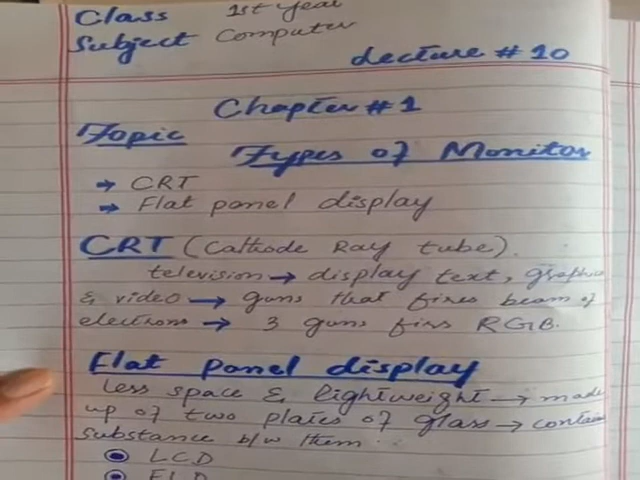 Class 1st year
Subject Computer
Lecture # 10
Chapter # 1
Topic
Types of Monitor
→ CRT
→ Flat panel display
CRT (Cathode Ray tube).
television → display text, graphics
& video → guns that fires beam of
electrons → 3 guns fires RGB.
Flat panel display
less space & lightweight → made
up of two plates of glass → contains
substance b/w them.
• LCD
• ELD